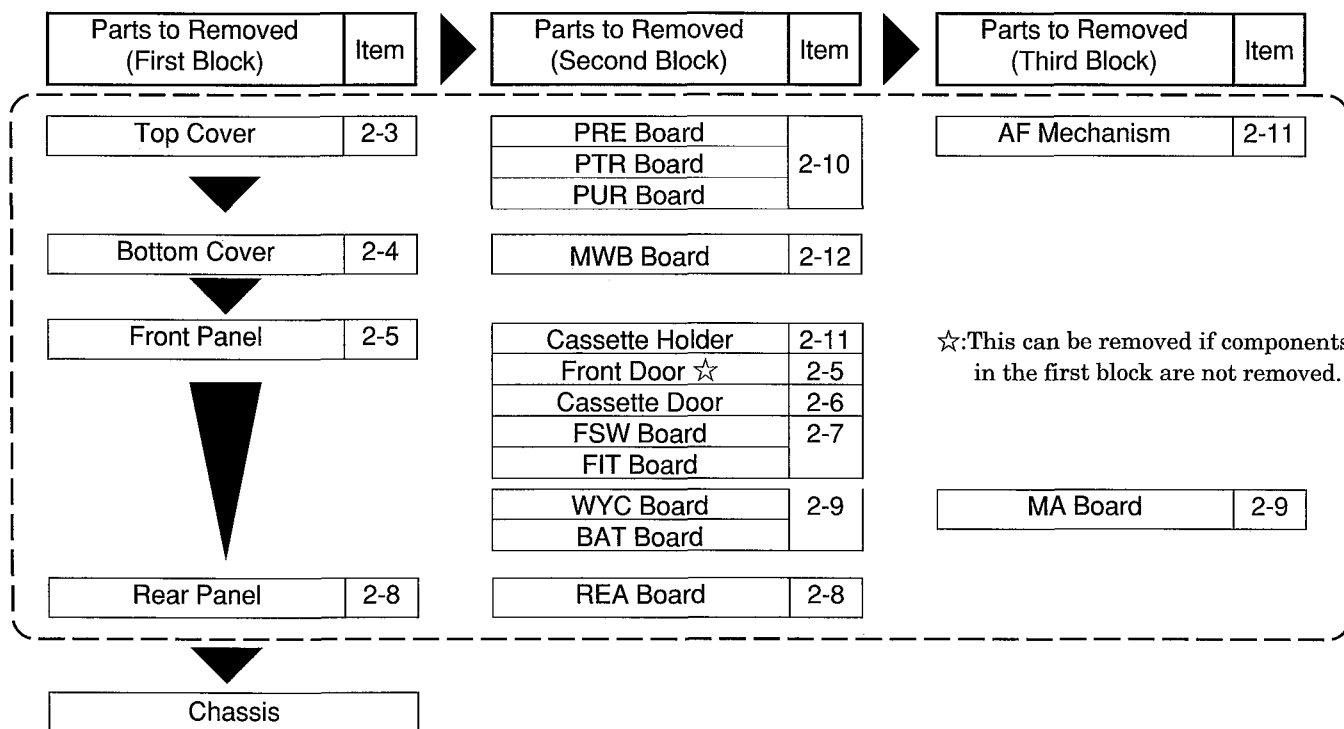 Parts to Removed
(First Block)
Item
Parts to Removed
(Second Block)
Item
Parts to Removed
(Third Block)
Item
Top Cover 2-3
Bottom Cover 2-4
Front Panel 2-5
Rear Panel 2-8
Chassis
PRE Board
PTR Board 2-10
PUR Board
MWB Board 2-12
Cassette Holder 2-11
Front Door ☆ 2-5
Cassette Door 2-6
FSW Board 2-7
FIT Board
WYC Board 2-9
BAT Board
REA Board 2-8
AF Mechanism 2-11
☆:This can be removed if components
in the first block are not removed.
MA Board 2-9